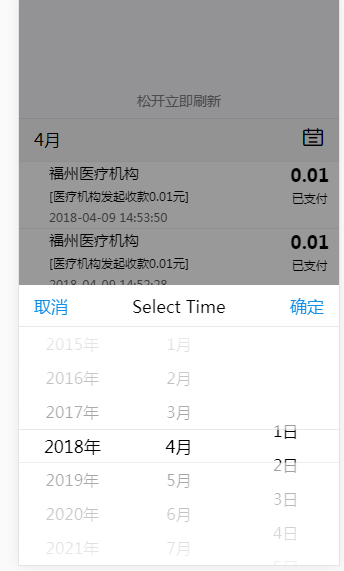 松开立即刷新
4月
福州医疗机构 0.01
[医疗机构发起收款0.01元] 已支付
2018-04-09 14:53:50
福州医疗机构 0.01
[医疗机构发起收款0.01元] 已支付
2018-04-09 14:52:28
取消 Select Time 确定
2015年 1月
2016年 2月
2017年 3月
2018年 4月 1日
2019年 5月 2日
2020年 6月 3日
2021年 7月 4日